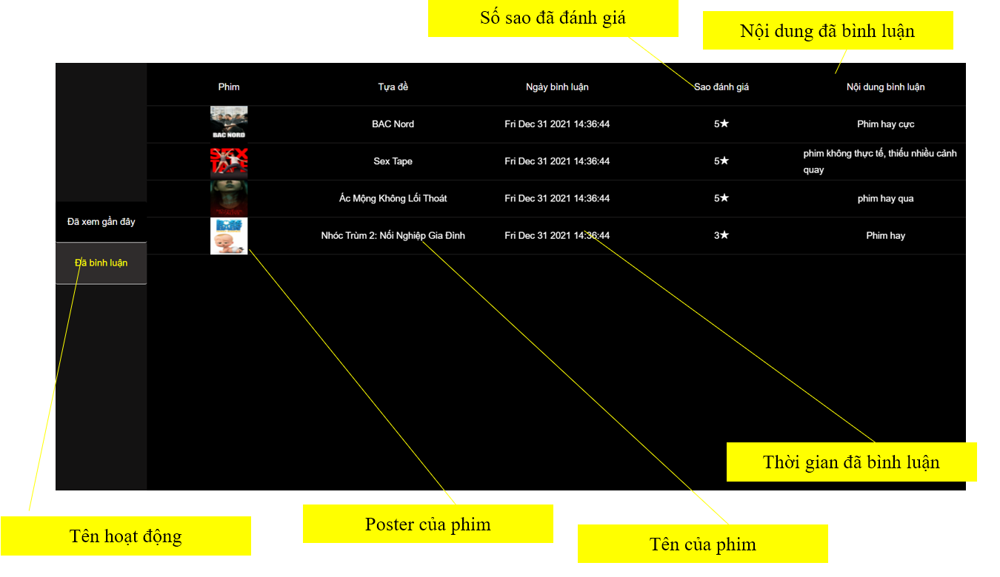 Số sao đã đánh giá
Nội dung đã bình luận
Phim Tựa đề Ngày bình luận Sao đánh giá Nội dung bình luận
BAC NORD BAC Nord Fri Dec 31 2021 14:36:44 5★ Phim hay cực
SEX TAPE Sex Tape Fri Dec 31 2021 14:36:44 5★ phim không thực tế, thiếu nhiều cảnh
quay
Ác Mộng Không Lối Thoát Fri Dec 31 2021 14:36:44 5★ phim hay qua
Đã xem gần đây
Nhóc Trùm 2: Nối Nghiệp Gia Đình Fri Dec 31 2021 14:36:44 3★ Phim hay
Đã bình luận
Thời gian đã bình luận
Tên hoạt động
Poster của phim
Tên của phim